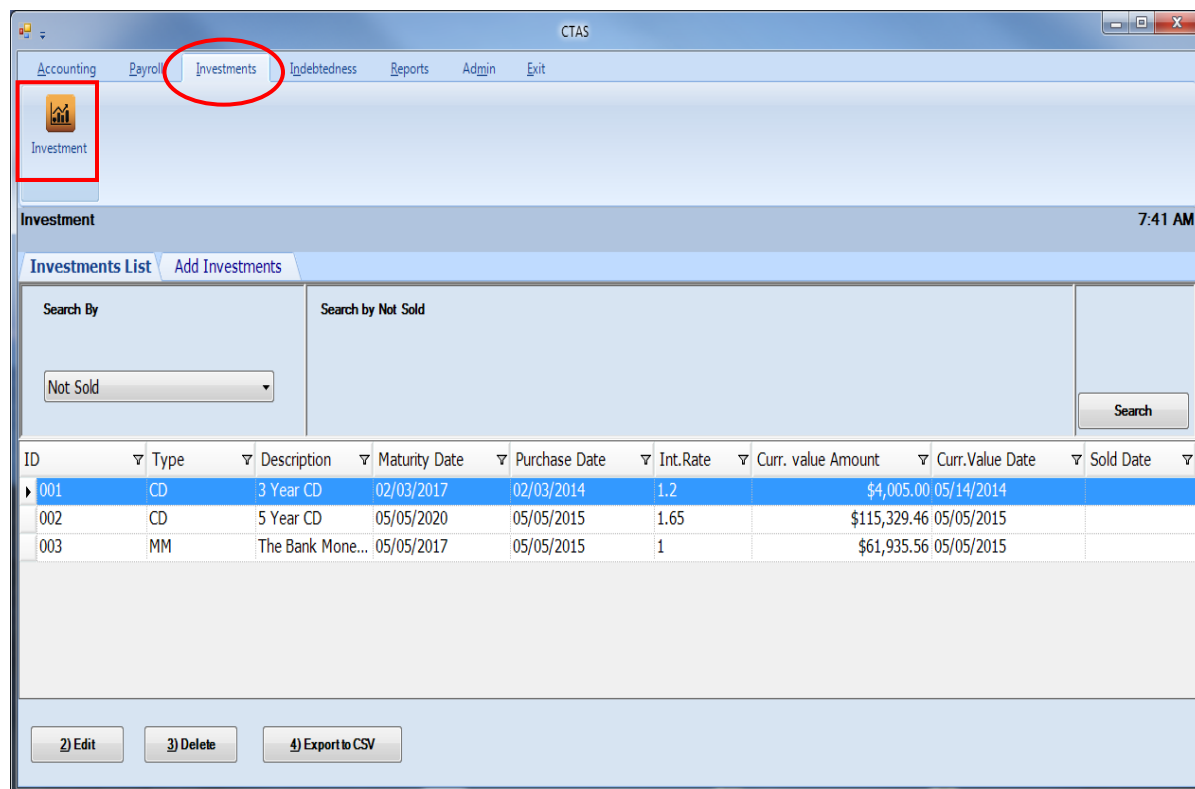 CTAS
Accounting Payroll Investments Indebtedness Reports Admin Exit
Investment
Investment 7:41 AM
Investments List Add Investments
Search By Search by Not Sold
Not Sold
Search
ID Type Description Maturity Date Purchase Date Int.Rate Curr. value Amount Curr.Value Date Sold Date
001 CD 3 Year CD 02/03/2017 02/03/2014 1.2 $4,005.00 05/14/2014
002 CD 5 Year CD 05/05/2020 05/05/2015 1.65 $115,329.46 05/05/2015
003 MM The Bank Mone... 05/05/2017 05/05/2015 1 $61,935.56 05/05/2015
2) Edit 3) Delete 4) Export to CSV